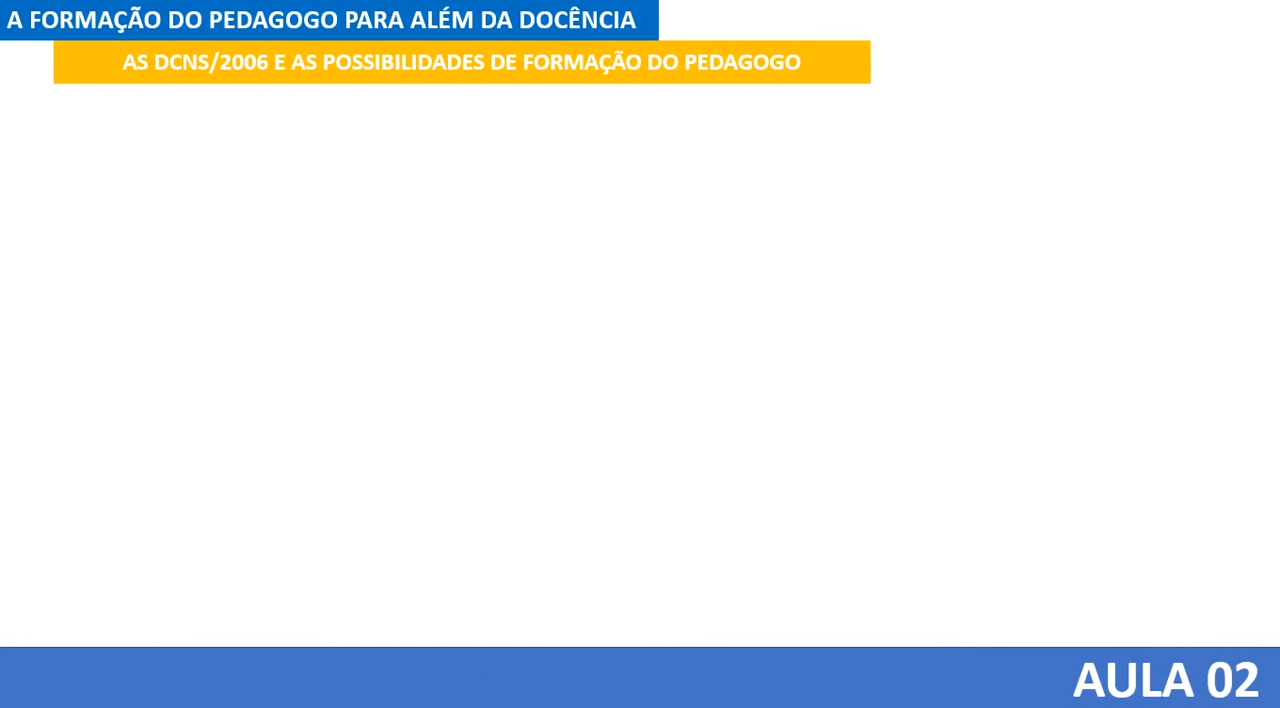 A FORMAÇÃO DO PEDAGOGO PARA ALÉM DA DOCÊNCIA
AS DCNS/2006 E AS POSSIBILIDADES DE FORMAÇÃO DO PEDAGOGO
AULA 02